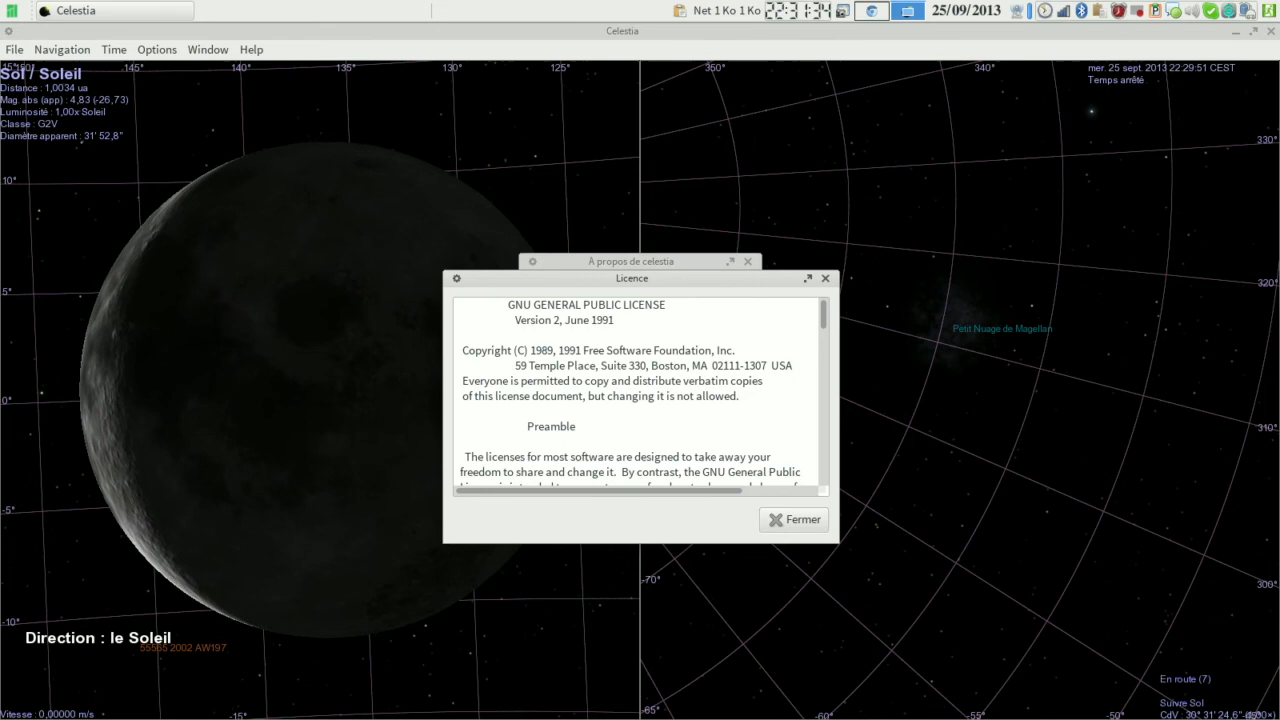 Celestia
Net 1 Ko 1 Ko 22:31:34
25/09/2013
Celestia
File Navigation Time Options Window Help
-145° 140° 135° 130° 125° 350° 340°
Sol / Soleil
Distance : 1,0034 ua
Mag. abs (app) : 4,83 (-26,73)
Luminosité : 1,00x Soleil
Classe : G2V
Diamètre apparent : 31' 52,8"
mer. 25 sept. 2013 22:29:51 CEST
Temps arrêté
330°
10°
A propos de celestia
Licence
320°
5°
GNU GENERAL PUBLIC LICENSE
Version 2, June 1991
Petit Nuage de Magellan
Copyright (C) 1989, 1991 Free Software Foundation, Inc.
59 Temple Place, Suite 330, Boston, MA 02111-1307 USA
Everyone is permitted to copy and distribute verbatim copies
of this license document, but changing it is not allowed.
0°
310°
Preamble
The licenses for most software are designed to take away your
freedom to share and change it. By contrast, the GNU General Public
-5°
Fermer
-70°
300°
-10°
Direction : le Soleil
55565 2002 AW197
En route (7)
Suivre Sol
Vitesse : 0,00000 m/s
-15° -65° -60° -55° -50°
CdV : 30° 31' 24,6"